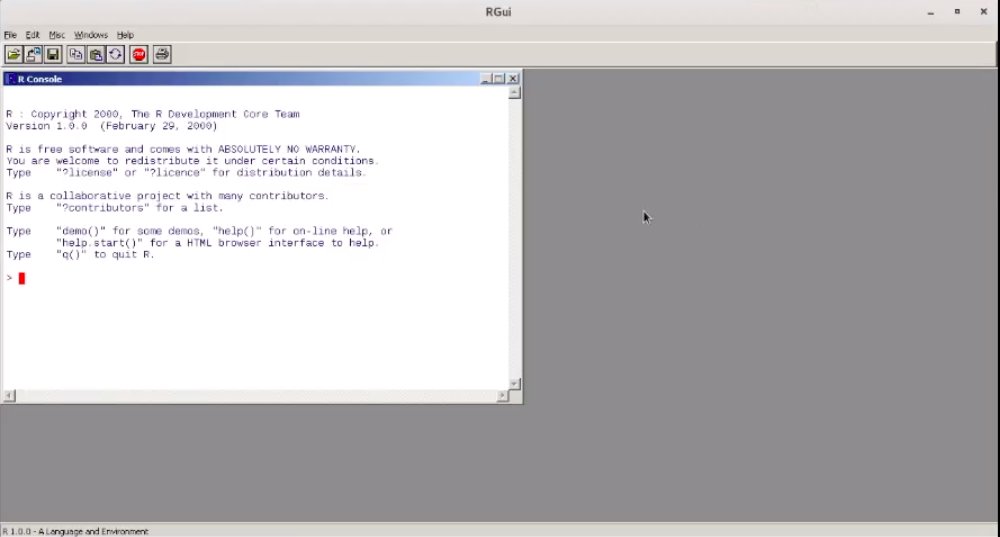 RGui
File Edit Misc Windows Help
STOP
R Console
R : Copyright 2000, The R Development Core Team
Version 1.0.0 (February 29, 2000)
R is free software and comes with ABSOLUTELY NO WARRANTY.
You are welcome to redistribute it under certain conditions.
Type "?license" or "?licence" for distribution details.
R is a collaborative project with many contributors.
Type "?contributors" for a list.
Type "demo()" for some demos, "help()" for on-line help, or
"help.start()" for a HTML browser interface to help.
Type "q()" to quit R.
>
R 1.0.0 - A Language and Environment